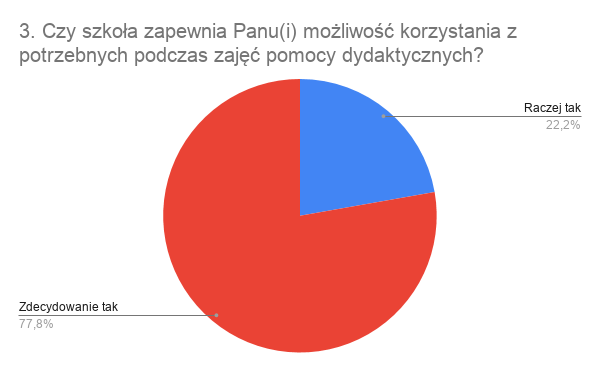 3. Czy szkoła zapewnia Panu(i) możliwość korzystania z
potrzebnych podczas zajęć pomocy dydaktycznych?
Raczej tak
22,2%
Zdecydowanie tak
77,8%